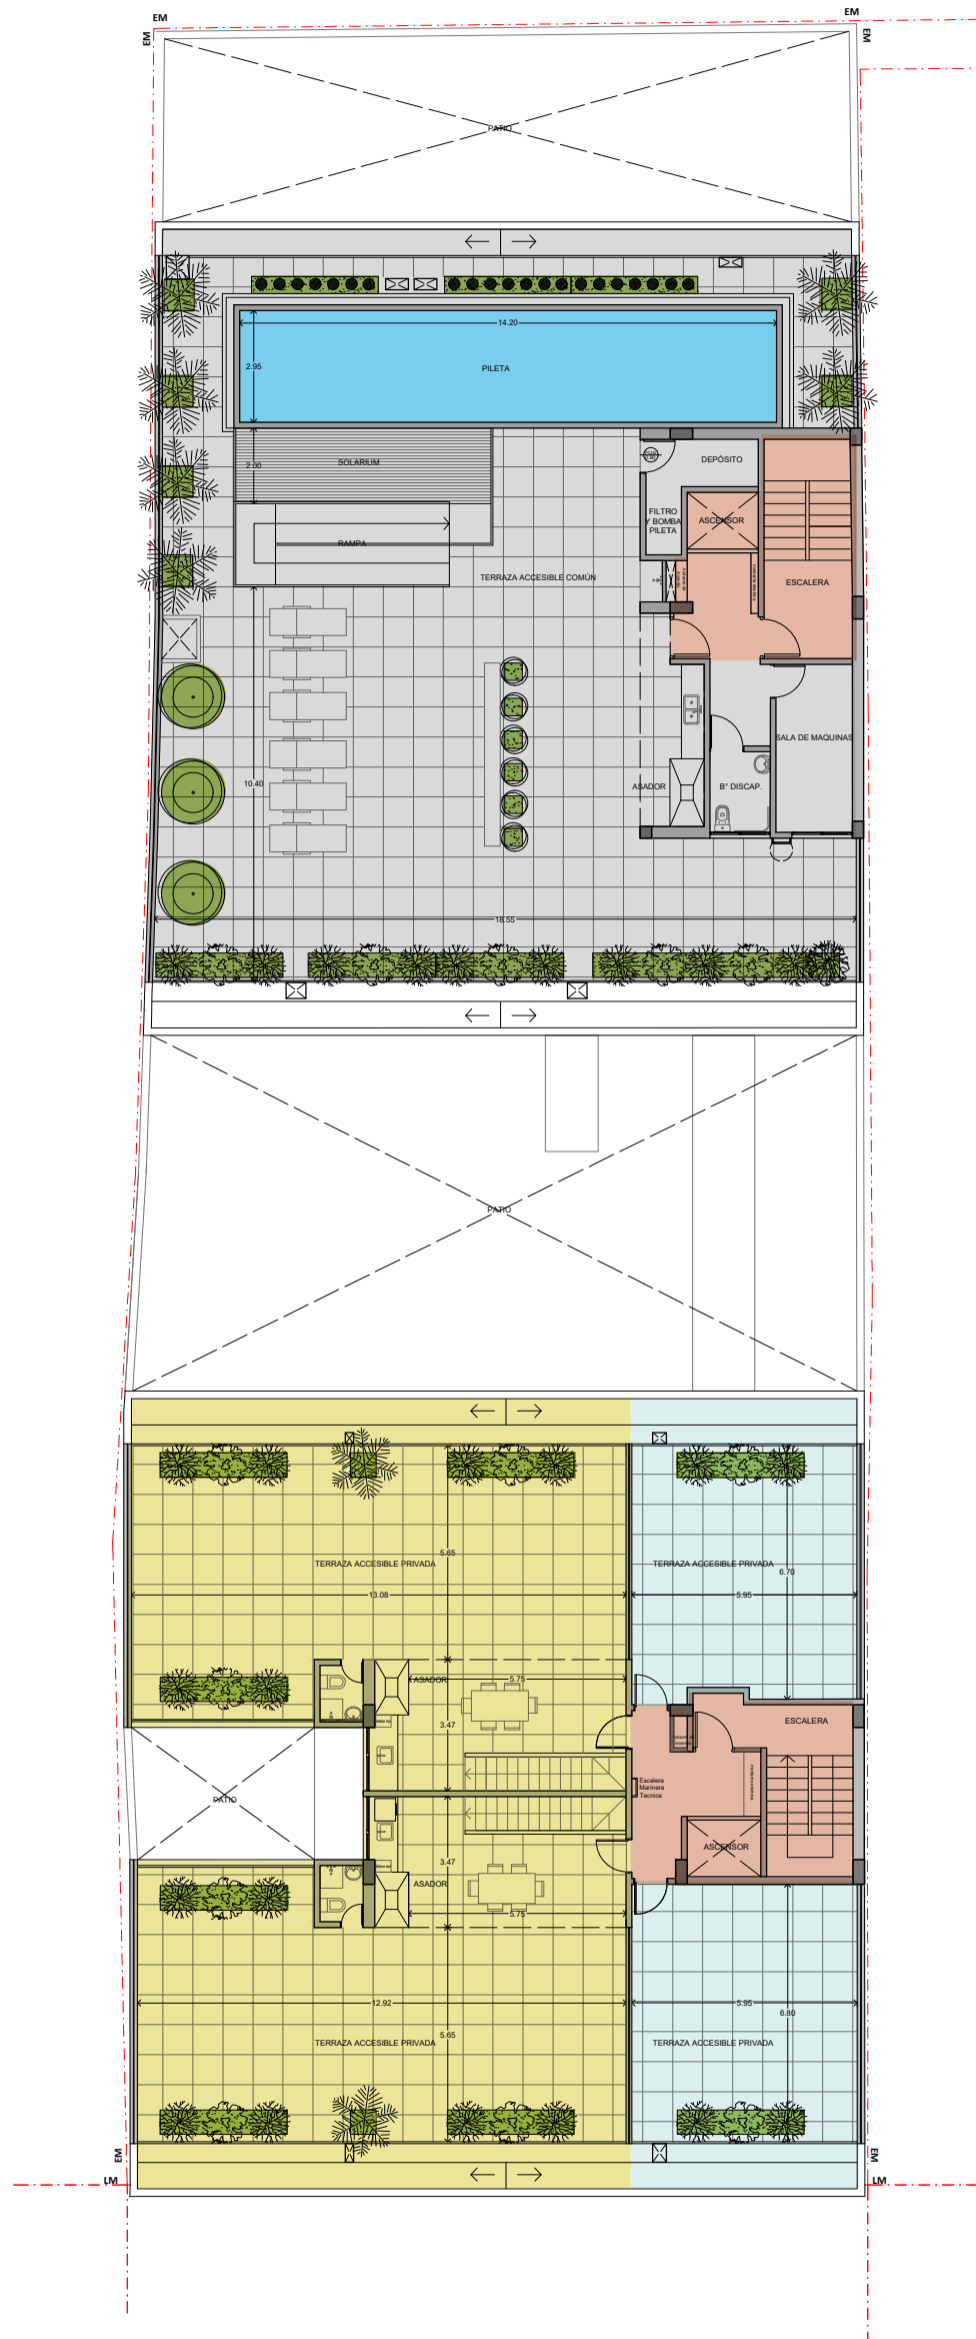 EM
EM
EM
EM
PATIO
14.20
2.95
PILETA
SOLARIUM
2.00
DEPÓSITO
FILTRO
Y BOMBA
PILETA
ASCENSOR
RAMPA
TERRAZA ACCESIBLE COMÚN
ESCALERA
10.40
SALA DE MAQUINAS
ASADOR
B° DISCAP.
18.55
PATIO
5.65
TERRAZA ACCESIBLE PRIVADA
TERRAZA ACCESIBLE PRIVADA
6.70
13.08
5.95
ASADOR
5.75
3.47
ESCALERA
Escalera
Marinera
Tecnica
PATIO
3.47
ASCENSOR
ASADOR
5.75
12.92
5.95
6.80
5.65
TERRAZA ACCESIBLE PRIVADA
TERRAZA ACCESIBLE PRIVADA
EM
EM
LM
LM